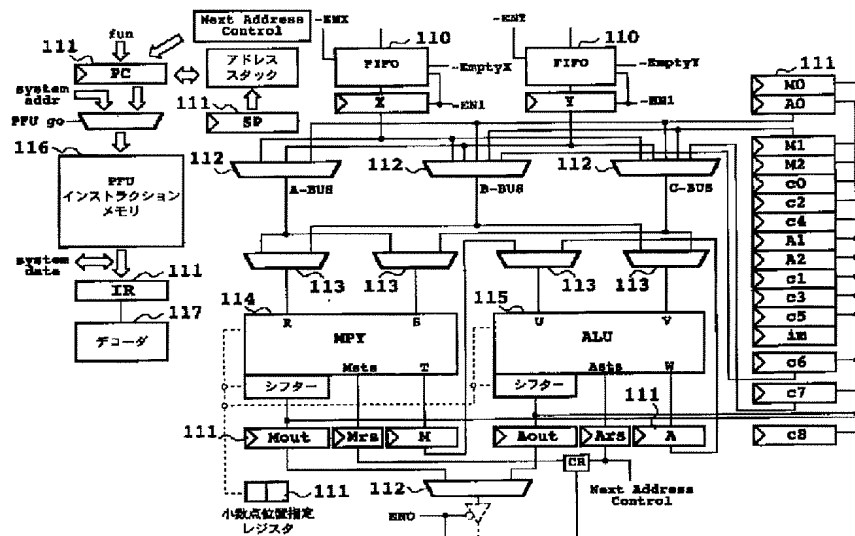 fun
Next Address
Control
111
PC
アドレス
スタック
system
addr
111
SP
PFU go
116
PFU
インストラクション
メモリ
system
data
111
IR
117
デコーダ
-ENX
110
FIFO
-EmptyX
X
-EN1
-ENY
110
FIFO
-EmptyY
Y
-EN1
111
M0
A0
M1
M2
c0
c2
c4
A1
A2
c1
c3
c5
im
c6
c7
c8
112
A-BUS
112
B-BUS
112
C-BUS
113
113
113
113
114
R
S
MPY
Msts
T
シフター
115
U
V
ALU
Asts
W
シフター
111
Mout
Mrs
M
Aout
Ars
111
A
CR
111
小数点位置指定
レジスタ
112
ENO
Next Address
Control